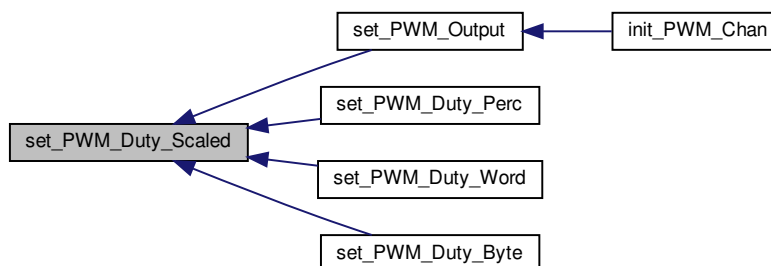 set_PWM_Output
init_PWM_Chan
set_PWM_Duty_Perc
set_PWM_Duty_Scaled
set_PWM_Duty_Word
set_PWM_Duty_Byte